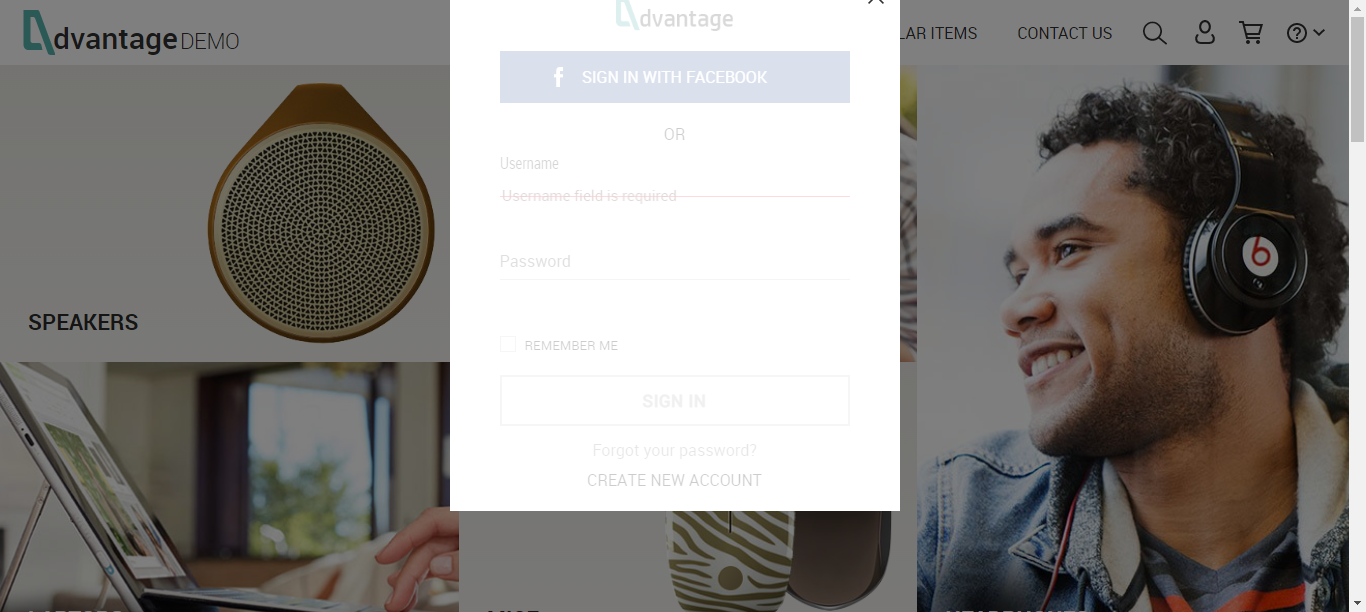 dvantage DEMO
dvantage
LAR ITEMS
CONTACT US
SIGN IN WITH FACEBOOK
OR
Username
Username field is required
Password
REMEMBER ME
SIGN IN
Forgot your password?
CREATE NEW ACCOUNT
SPEAKERS